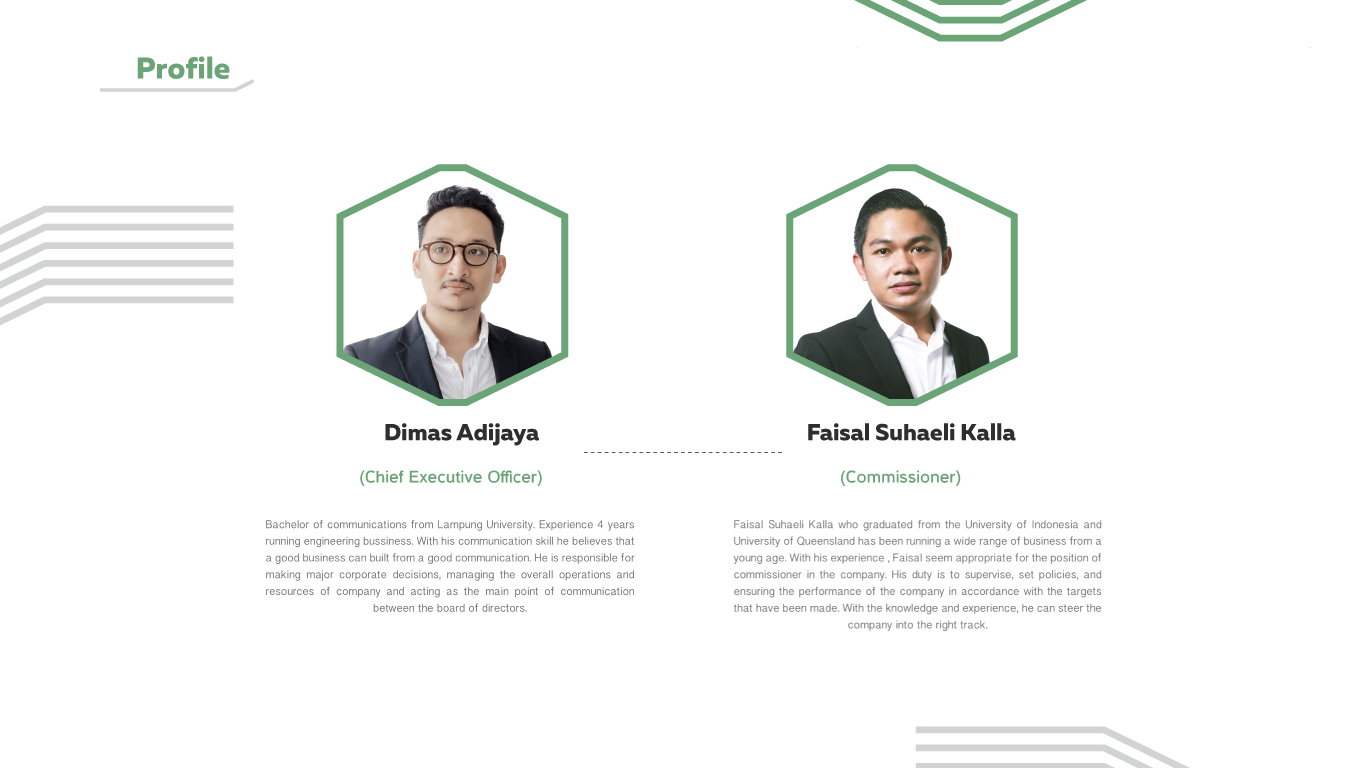 Profile
Dimas Adijaya
(Chief Executive Officer)
Bachelor of communications from Lampung University. Experience 4 years
running engineering bussiness. With his communication skill he believes that
a good business can built from a good communication. He is responsible for
making major corporate decisions, managing the overall operations and
resources of company and acting as the main point of communication
between the board of directors.
Faisal Suhaeli Kalla
(Commissioner)
Faisal Suhaeli Kalla who graduated from the University of Indonesia and
University of Queensland has been running a wide range of business from a
young age. With his experience , Faisal seem appropriate for the position of
commissioner in the company. His duty is to supervise, set policies, and
ensuring the performance of the company in accordance with the targets
that have been made. With the knowledge and experience, he can steer the
company into the right track.